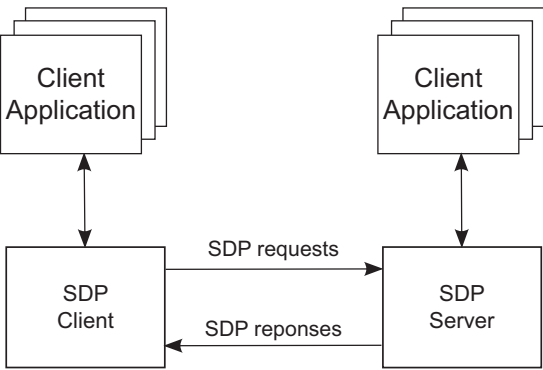 Client
Application
Client
Application
SDP requests
SDP
Client
SDP
Server
SDP reponses